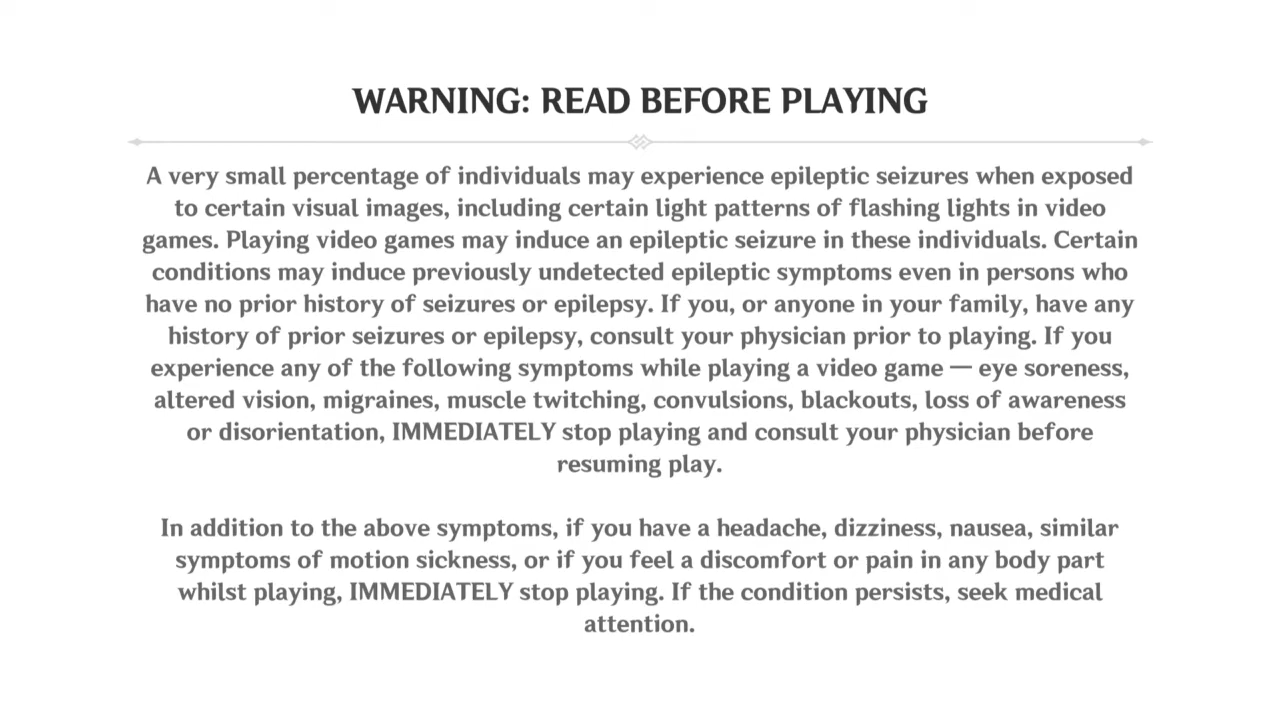 WARNING: READ BEFORE PLAYING
A very small percentage of individuals may experience epileptic seizures when exposed
to certain visual images, including certain light patterns of flashing lights in video
games. Playing video games may induce an epileptic seizure in these individuals. Certain
conditions may induce previously undetected epileptic symptoms even in persons who
have no prior history of seizures or epilepsy. If you, or anyone in your family, have any
history of prior seizures or epilepsy, consult your physician prior to playing. If you
experience any of the following symptoms while playing a video game — eye soreness,
altered vision, migraines, muscle twitching, convulsions, blackouts, loss of awareness
or disorientation, IMMEDIATELY stop playing and consult your physician before
resuming play.
In addition to the above symptoms, if you have a headache, dizziness, nausea, similar
symptoms of motion sickness, or if you feel a discomfort or pain in any body part
whilst playing, IMMEDIATELY stop playing. If the condition persists, seek medical
attention.